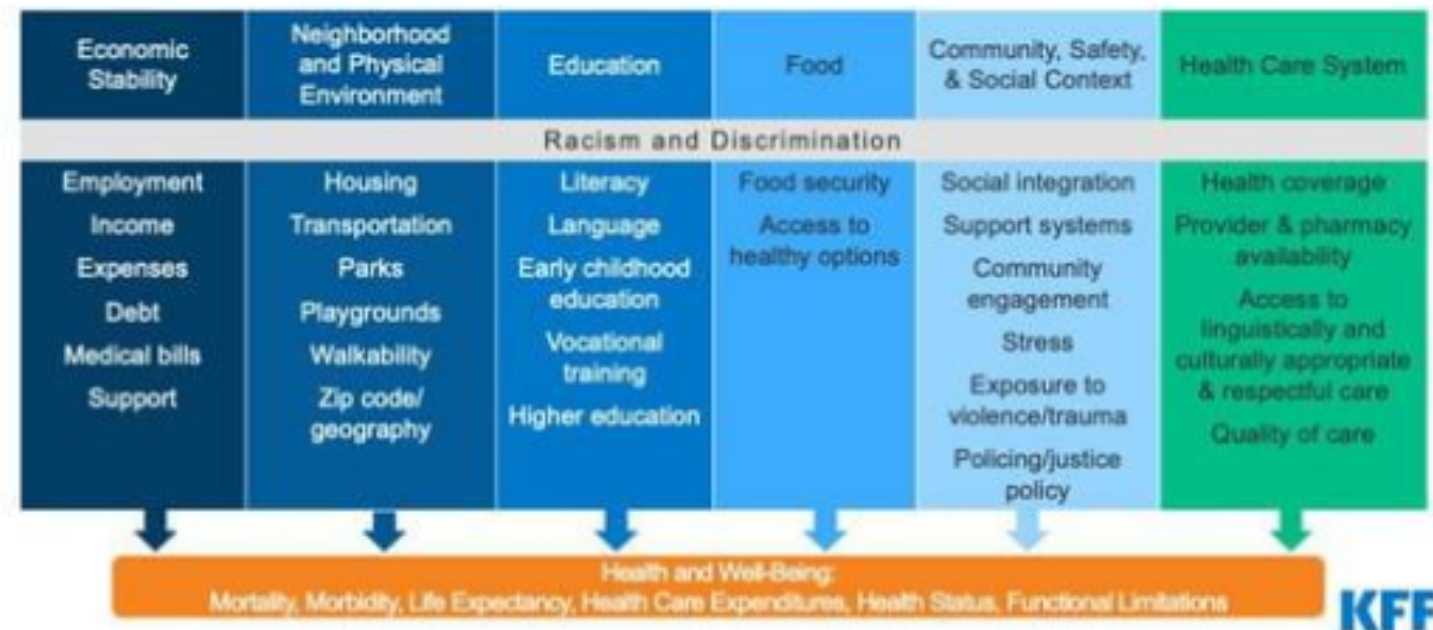 Economic
Stability
Neighborhood
and Physical
Environment
Education
Food
Community, Safety,
& Social Context
Health Care System
Racism and Discrimination
Employment
Income
Expenses
Debt
Medical bills
Support
Housing
Transportation
Parks
Playgrounds
Walkability
Zip code/
geography
Literacy
Language
Early childhood
education
Vocational
training
Higher education
Food security
Access to
healthy options
Social integration
Support systems
Community
engagement
Stress
Exposure to
violence/trauma
Policing/justice
policy
Health coverage
Provider & pharmacy
availability
Access to
linguistically and
culturally appropriate
& respectful care
Quality of care
Health and Well-Being:
Mortality, Morbidity, Life Expectancy, Health Care Expenditures, Health Status, Functional Limitations
KFF